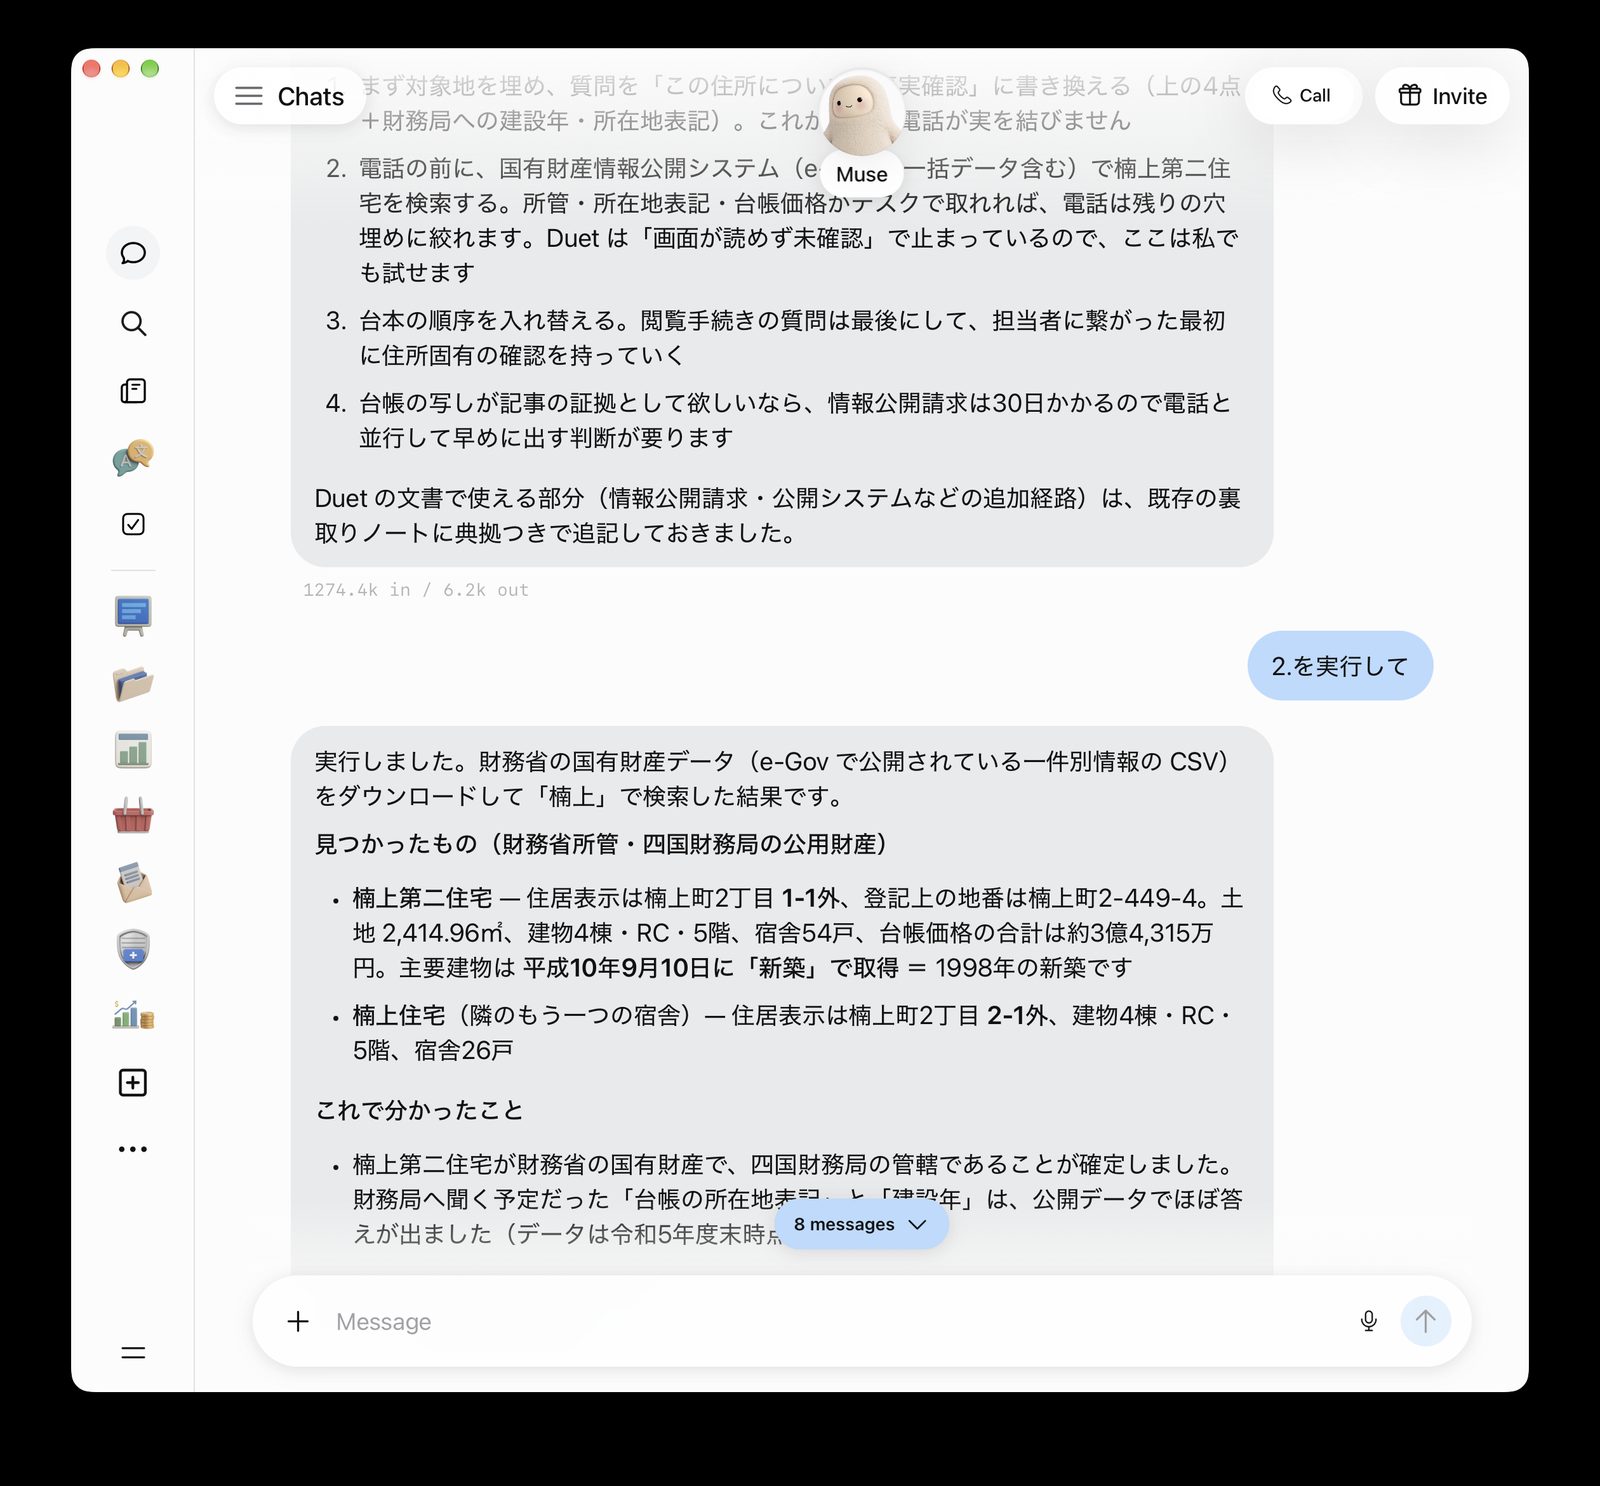 Chats
Muse
Call
Invite
まず対象地を埋め、質問を「この住所につい 実確認」に書き換える（上の4点
＋財務局への建設年・所在地表記）。これが 電話が実を結びません
2. 電話の前に、国有財産情報公開システム（e- 一括データ含む）で楠上第二住
宅を検索する。所管・所在地表記・台帳価格がデスクで取れれば、電話は残りの穴
埋めに絞れます。Duet は「画面が読めず未確認」で止まっているので、ここは私で
も試せます
3. 台本の順序を入れ替える。閲覧手続きの質問は最後にして、担当者に繋がった最初
に住所固有の確認を持っていく
4. 台帳の写しが記事の証拠として欲しいなら、情報公開請求は30日かかるので電話と
並行して早めに出す判断が要ります
Duet の文書で使える部分（情報公開請求・公開システムなどの追加経路）は、既存の裏
取りノートに典拠つきで追記しておきました。
1274.4k in / 6.2k out
2.を実行して
実行しました。財務省の国有財産データ（e-Gov で公開されている一件別情報の CSV）
をダウンロードして「楠上」で検索した結果です。
見つかったもの（財務省所管・四国財務局の公用財産）
• 楠上第二住宅 — 住居表示は楠上町2丁目 1-1外、登記上の地番は楠上町2-449-4。土
地 2,414.96㎡、建物4棟・RC・5階、宿舎54戸、台帳価格の合計は約3億4,315万
円。主要建物は 平成10年9月10日に「新築」で取得 ＝ 1998年の新築です
• 楠上住宅（隣のもう一つの宿舎）— 住居表示は楠上町2丁目 2-1外、建物4棟・RC・
5階、宿舎26戸
これで分かったこと
• 楠上第二住宅が財務省の国有財産で、四国財務局の管轄であることが確定しました。
財務局へ聞く予定だった「台帳の所在地表記」と「建設年」は、公開データでほぼ答
えが出ました（データは令和5年度末時点
8 messages
Message